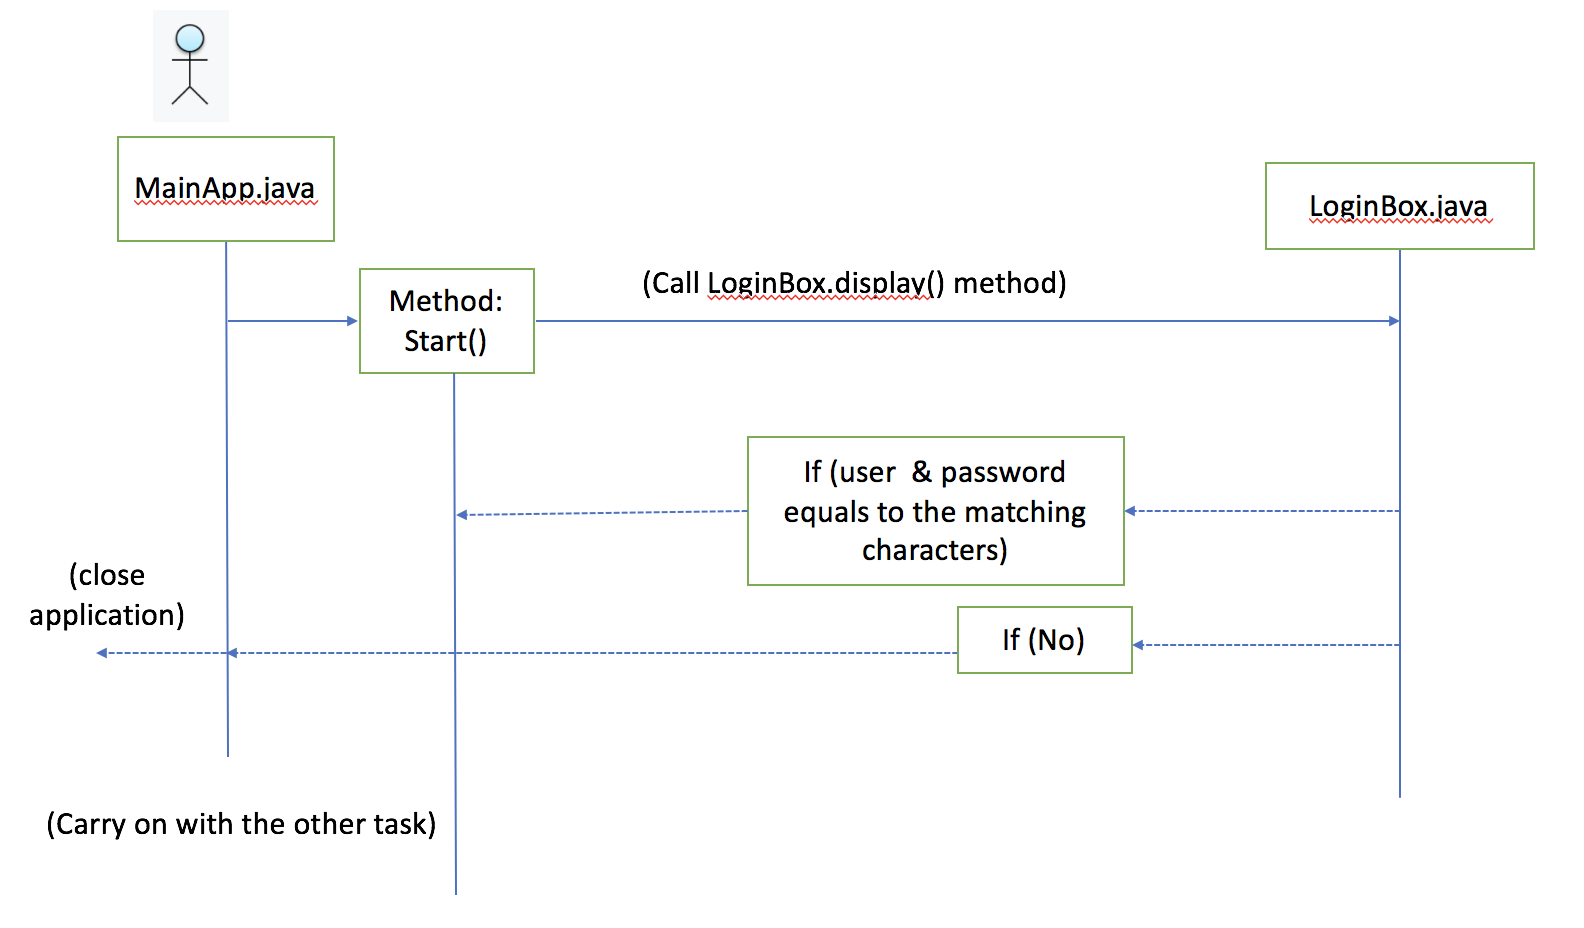 MainApp.java
LoginBox.java
Method:
Start()
(Call LoginBox.display() method)
If (user  & password
equals to the matching
characters)
(close
application)
If (No)
(Carry on with the other task)